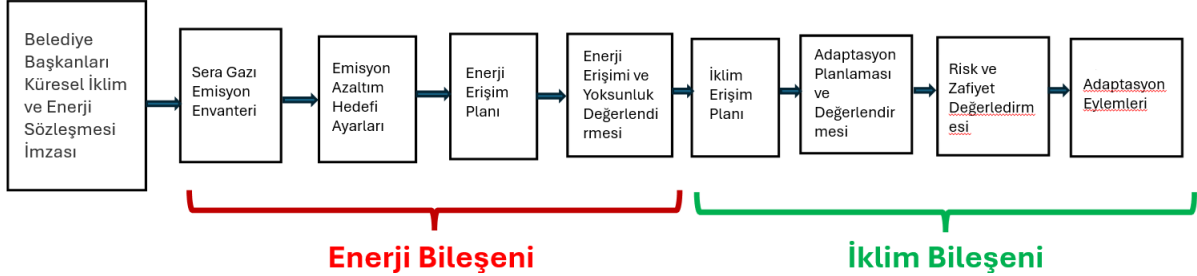 Belediye
Başkanları
Küresel İklim
ve Enerji
Sözleşmesi
İmzası
Sera Gazı
Emisyon
Envanteri
Emisyon
Azaltım
Hedefi
Ayarları
Enerji
Erişim
Planı
Enerji
Erişimi ve
Yoksunluk
Değerlendi
rmesi
İklim
Erişim
Planı
Adaptasyon
Planlaması
ve
Değerlendir
mesi
Risk ve
Zafiyet
Değerledirm
esi
Adaptasyon
Eylemleri
Enerji Bileşeni
İklim Bileşeni